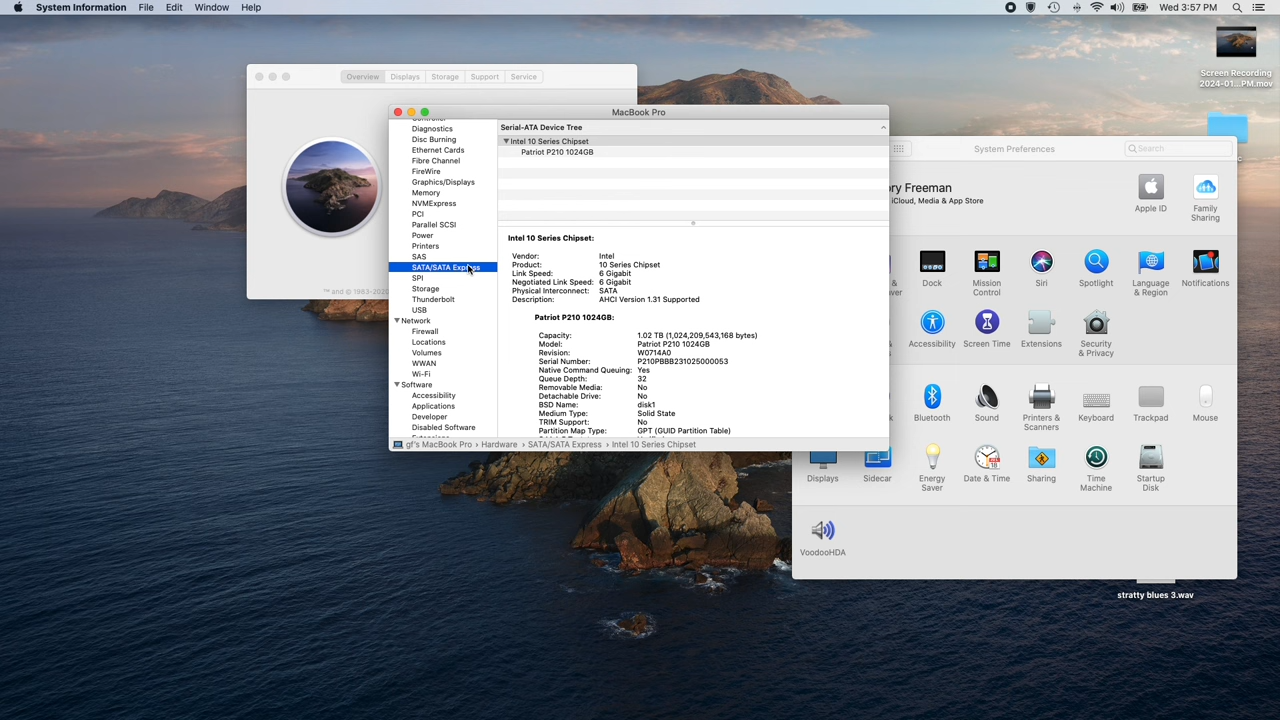 System Information File Edit Window Help
Wed 3:57 PM
Screen Recording
2024-01...PM.mov
Overview Displays Storage Support Service
™ and © 1983-202
MacBook Pro
Diagnostics
Disc Burning
Ethernet Cards
Fibre Channel
FireWire
Graphics/Displays
Memory
NVMExpress
PCI
Parallel SCSI
Power
Printers
SAS
SATA/SATA Express
SPI
Storage
Thunderbolt
USB
Network
Firewall
Locations
Volumes
WWAN
Wi-Fi
Software
Accessibility
Applications
Developer
Disabled Software
Serial-ATA Device Tree
Intel 10 Series Chipset
Patriot P210 1024GB
Intel 10 Series Chipset:
Vendor: Intel
Product: 10 Series Chipset
Link Speed: 6 Gigabit
Negotiated Link Speed: 6 Gigabit
Physical Interconnect: SATA
Description: AHCI Version 1.31 Supported
Patriot P210 1024GB:
Capacity: 1.02 TB (1,024,209,543,168 bytes)
Model: Patriot P210 1024GB
Revision: W0714A0
Serial Number: P210PBBB231025000053
Native Command Queuing: Yes
Queue Depth: 32
Removable Media: No
Detachable Drive: No
BSD Name: disk1
Medium Type: Solid State
TRIM Support: No
Partition Map Type: GPT (GUID Partition Table)
gf's MacBook Pro › Hardware › SATA/SATA Express › Intel 10 Series Chipset
System Preferences
Search
ory Freeman
iCloud, Media & App Store
Apple ID
Family
Sharing
&
ver
Dock
Mission
Control
Siri
Spotlight
Language
& Region
Notifications
Accessibility
Screen Time
Extensions
Security
& Privacy
Bluetooth
Sound
Printers &
Scanners
Keyboard
Trackpad
Mouse
Displays
Sidecar
Energy
Saver
Date & Time
Sharing
Time
Machine
Startup
Disk
VoodooHDA
stratty blues 3.wav